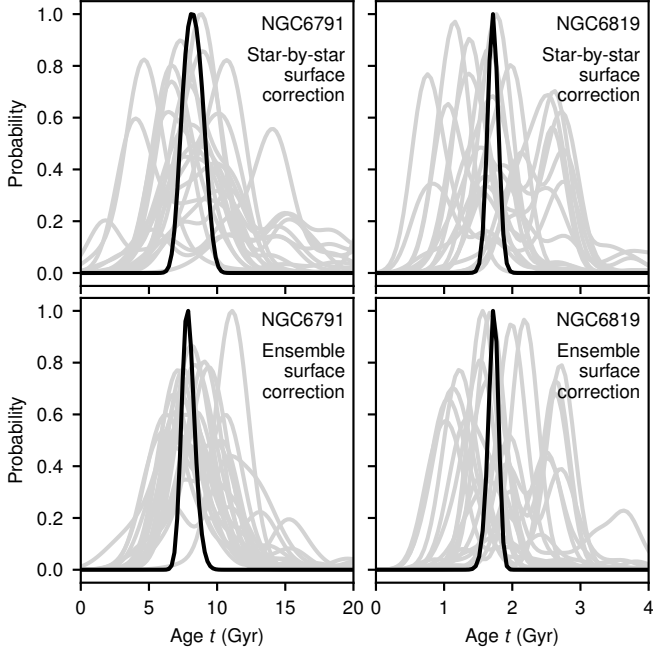 NGC6791
Star-by-star
surface
correction
Probability
1.0
0.8
0.6
0.4
0.2
0.0
NGC6819
Star-by-star
surface
correction
NGC6791
Ensemble
surface
correction
Probability
1.0
0.8
0.6
0.4
0.2
0.0
0 5 10 15 20
Age t (Gyr)
NGC6819
Ensemble
surface
correction
0 1 2 3 4
Age t (Gyr)